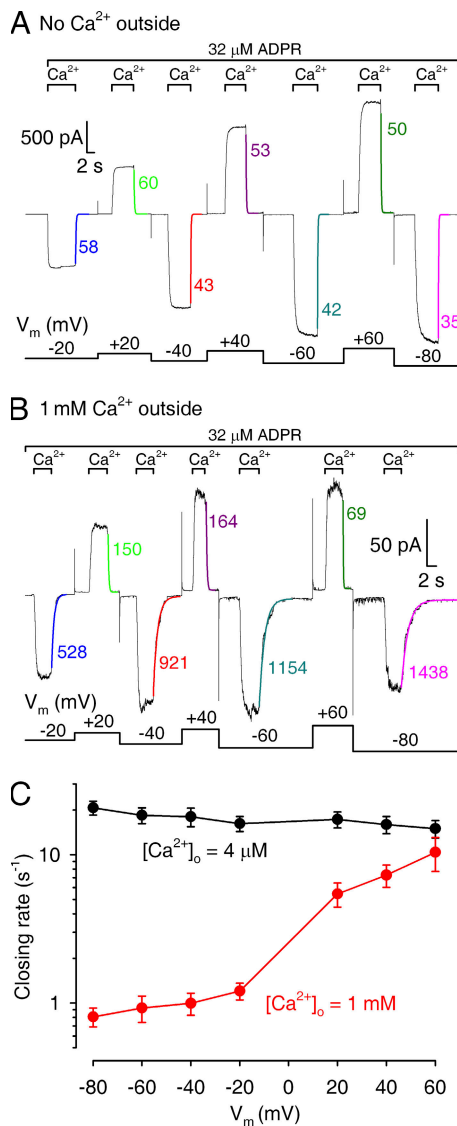 A No Ca²⁺ outside
32 µM ADPR
Ca²⁺ Ca²⁺ Ca²⁺ Ca²⁺ Ca²⁺ Ca²⁺ Ca²⁺
500 pA
2 s
58
60
43
53
42
50
35
Vm (mV)
-20 +20 -40 +40 -60 +60 -80
B 1 mM Ca²⁺ outside
32 µM ADPR
Ca²⁺ Ca²⁺ Ca²⁺ Ca²⁺ Ca²⁺ Ca²⁺ Ca²⁺
50 pA
2 s
528
150
921
164
1154
69
1438
Vm (mV)
-20 +20 -40 +40 -60 +60 -80
C
Closing rate (s⁻¹)
10
1
[Ca²⁺]o = 4 µM
[Ca²⁺]o = 1 mM
-80 -60 -40 -20 0 20 40 60
Vm (mV)